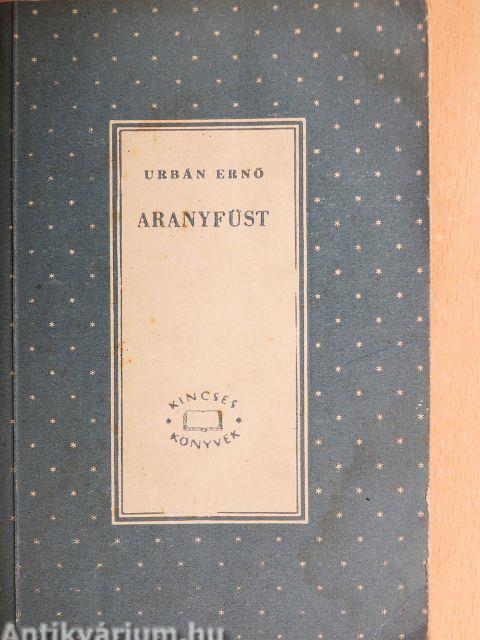 URBÁN ERNŐ
ARANYFÜST
KINCSES
KÖNYVEK
Antikvárium.hu